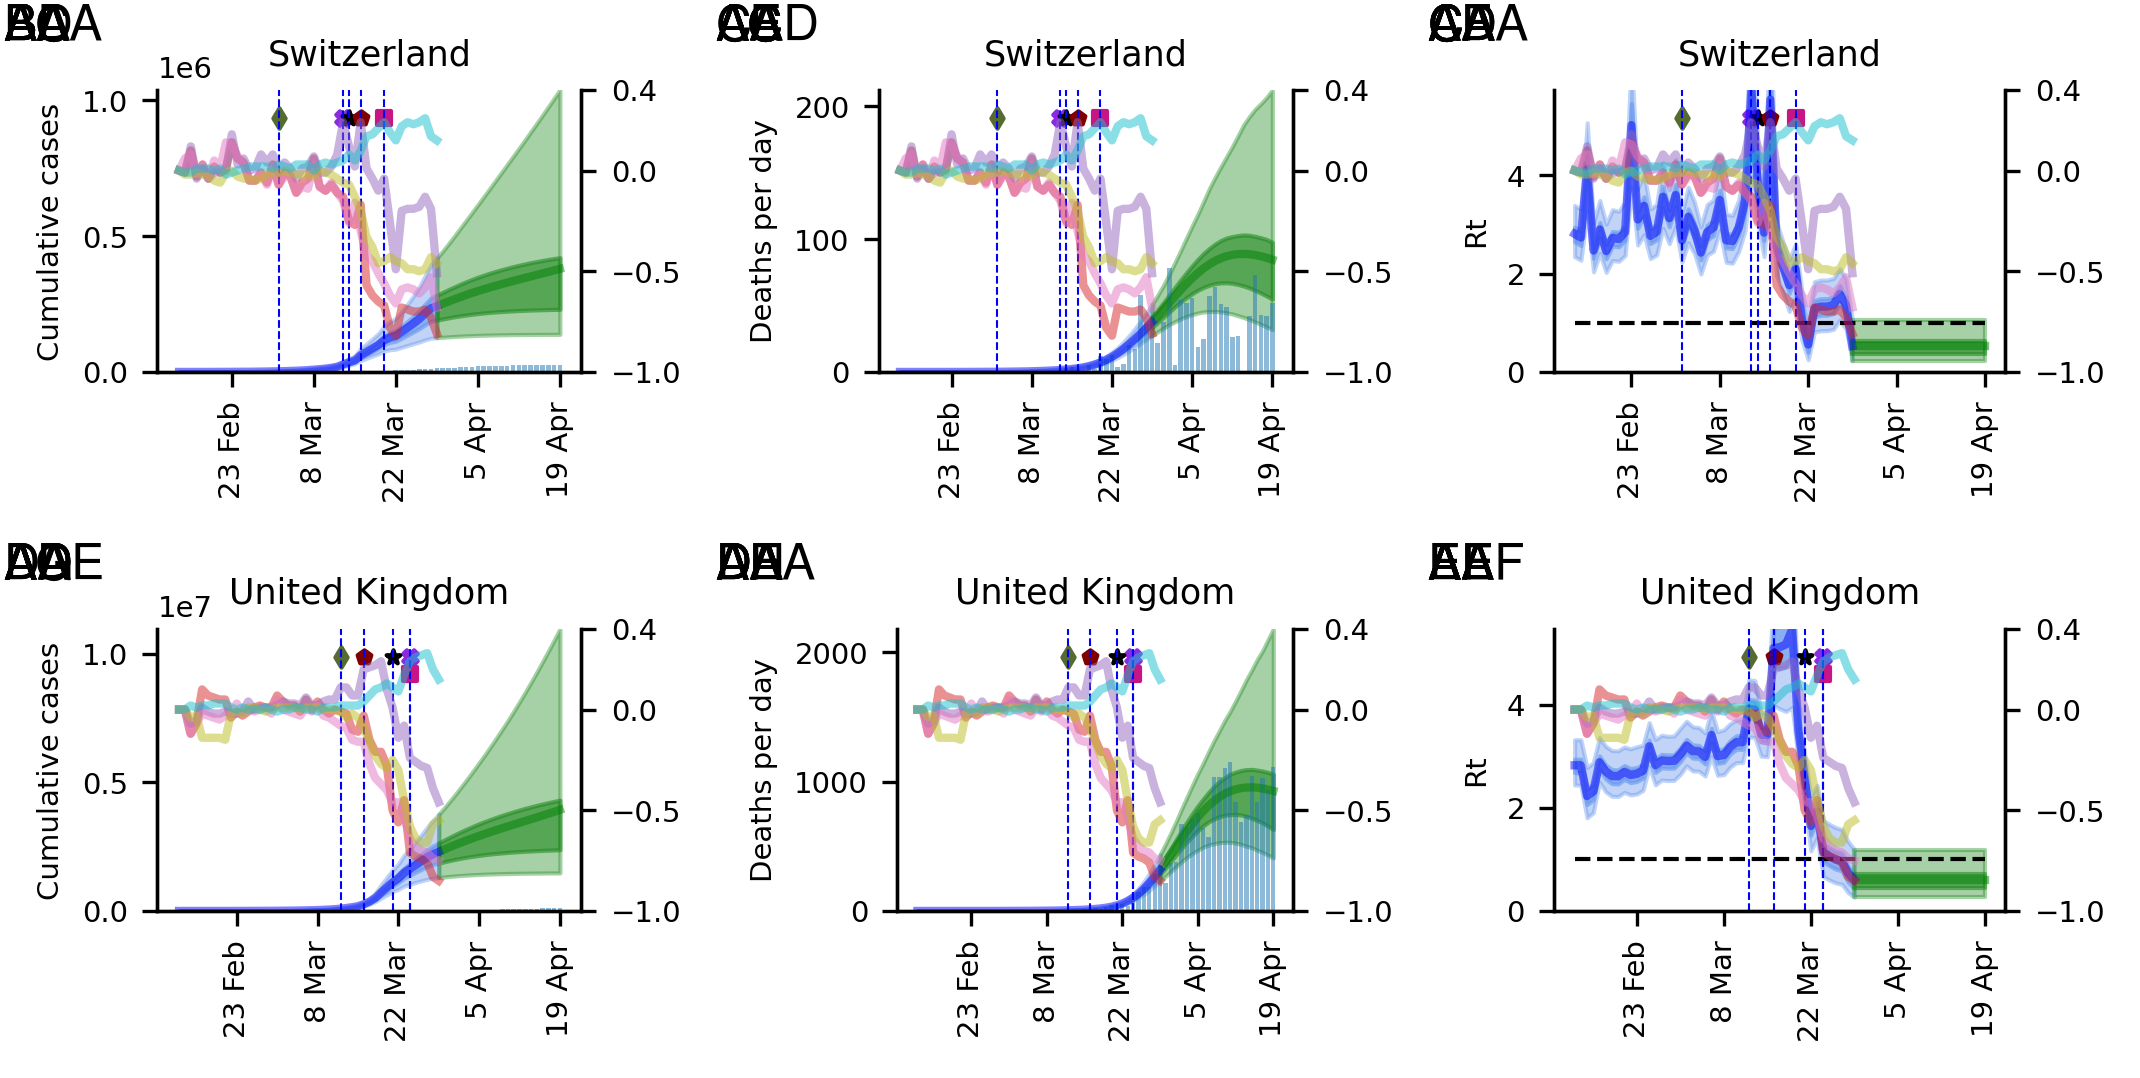 Switzerland
1e6
Cumulative cases
1.0
0.5
0.0
0.4
0.0
−0.5
−1.0
23 Feb
8 Mar
22 Mar
5 Apr
19 Apr
Switzerland
Deaths per day
200
100
0
0.4
0.0
−0.5
−1.0
23 Feb
8 Mar
22 Mar
5 Apr
19 Apr
Switzerland
Rt
4
2
0
0.4
0.0
−0.5
−1.0
23 Feb
8 Mar
22 Mar
5 Apr
19 Apr
United Kingdom
1e7
Cumulative cases
1.0
0.5
0.0
0.4
0.0
−0.5
−1.0
23 Feb
8 Mar
22 Mar
5 Apr
19 Apr
United Kingdom
Deaths per day
2000
1000
0
0.4
0.0
−0.5
−1.0
23 Feb
8 Mar
22 Mar
5 Apr
19 Apr
United Kingdom
Rt
4
2
0
0.4
0.0
−0.5
−1.0
23 Feb
8 Mar
22 Mar
5 Apr
19 Apr